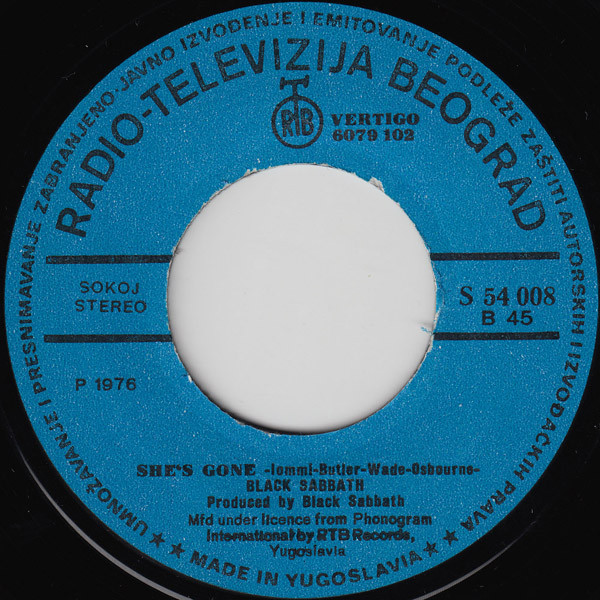 UMNOŽAVANJE I PRESNIMAVANJE ZABRANJENO-JAVNO IZVOĐENJE I EMITOVANJE PODLEŽE ZAŠTITI AUTORSKIH I IZVOĐAČKIH PRAVA
RADIO-TELEVIZIJA BEOGRAD
RTB
VERTIGO
6079 102
SOKOJ
STEREO
S 54 008
B 45
P 1976
SHE'S GONE -Iommi-Butler-Wade-Osbourne-
BLACK SABBATH
Produced by Black Sabbath
Mfd under licence from Phonogram
International by RTB Records,
Yugoslavia
★★ MADE IN YUGOSLAVIA ★★